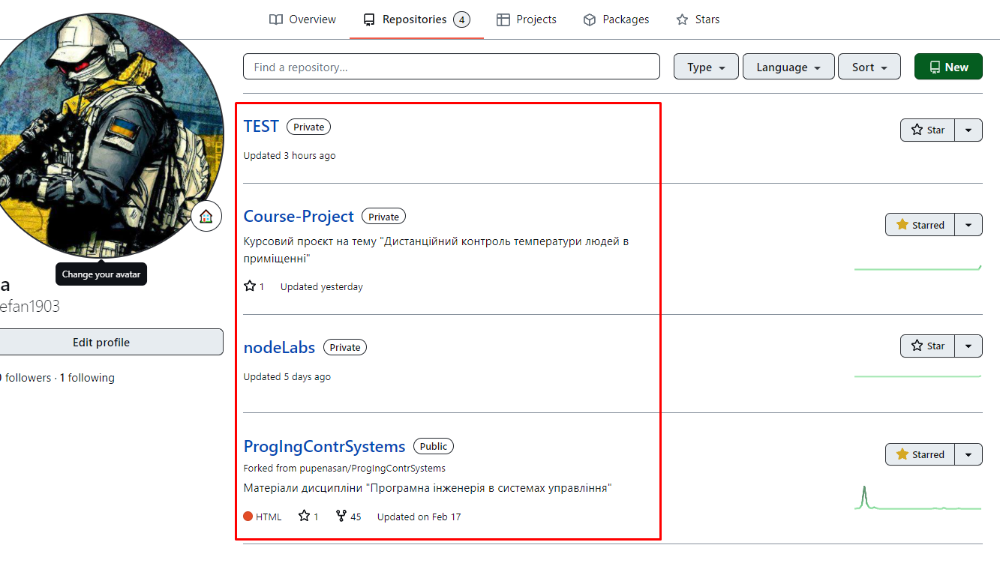 Overview
Repositories 4
Projects
Packages
Stars
Find a repository...
Type
Language
Sort
New
TEST Private
Star
Updated 3 hours ago
Course-Project Private
Starred
Курсовий проєкт на тему "Дистанційний контроль температури людей в
приміщенні"
1 Updated yesterday
Change your avatar
a
efan1903
Edit profile
followers · 1 following
nodeLabs Private
Star
Updated 5 days ago
ProgIngContrSystems Public
Starred
Forked from pupenasan/ProgIngContrSystems
Матеріали дисципліни "Програмна інженерія в системах управління"
HTML 1 45 Updated on Feb 17